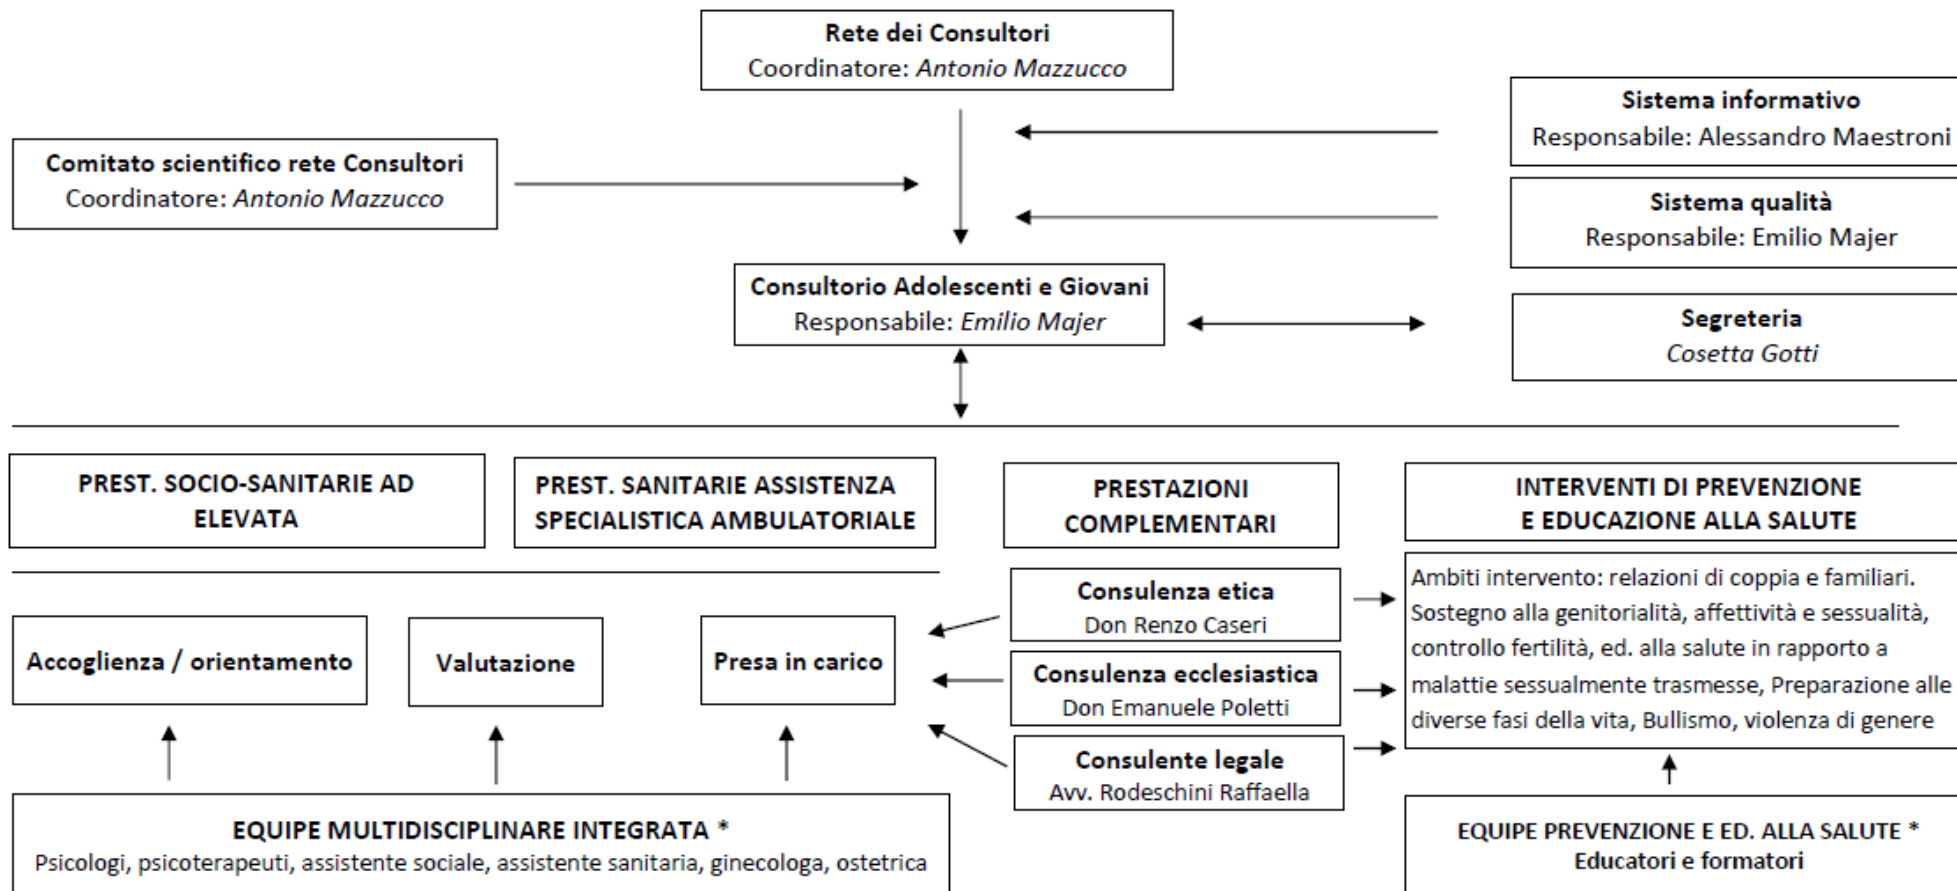 Rete dei Consultori
Coordinatore: Antonio Mazzucco
Sistema informativo
Responsabile: Alessandro Maestroni
Comitato scientifico rete Consultori
Coordinatore: Antonio Mazzucco
Sistema qualità
Responsabile: Emilio Majer
Consultorio Adolescenti e Giovani
Responsabile: Emilio Majer
Segreteria
Cosetta Gotti
PREST. SOCIO-SANITARIE AD
ELEVATA
PREST. SANITARIE ASSISTENZA
SPECIALISTICA AMBULATORIALE
PRESTAZIONI
COMPLEMENTARI
INTERVENTI DI PREVENZIONE
E EDUCAZIONE ALLA SALUTE
Accoglienza / orientamento
Valutazione
Presa in carico
Consulenza etica
Don Renzo Caseri
Consulenza ecclesiastica
Don Emanuele Poletti
Consulente legale
Avv. Rodeschini Raffaella
Ambiti intervento: relazioni di coppia e familiari.
Sostegno alla genitorialità, affettività e sessualità,
controllo fertilità, ed. alla salute in rapporto a
malattie sessualmente trasmesse, Preparazione alle
diverse fasi della vita, Bullismo, violenza di genere
EQUIPE MULTIDISCIPLINARE INTEGRATA *
Psicologi, psicoterapeuti, assistente sociale, assistente sanitaria, ginecologa, ostetrica
EQUIPE PREVENZIONE E ED. ALLA SALUTE *
Educatori e formatori